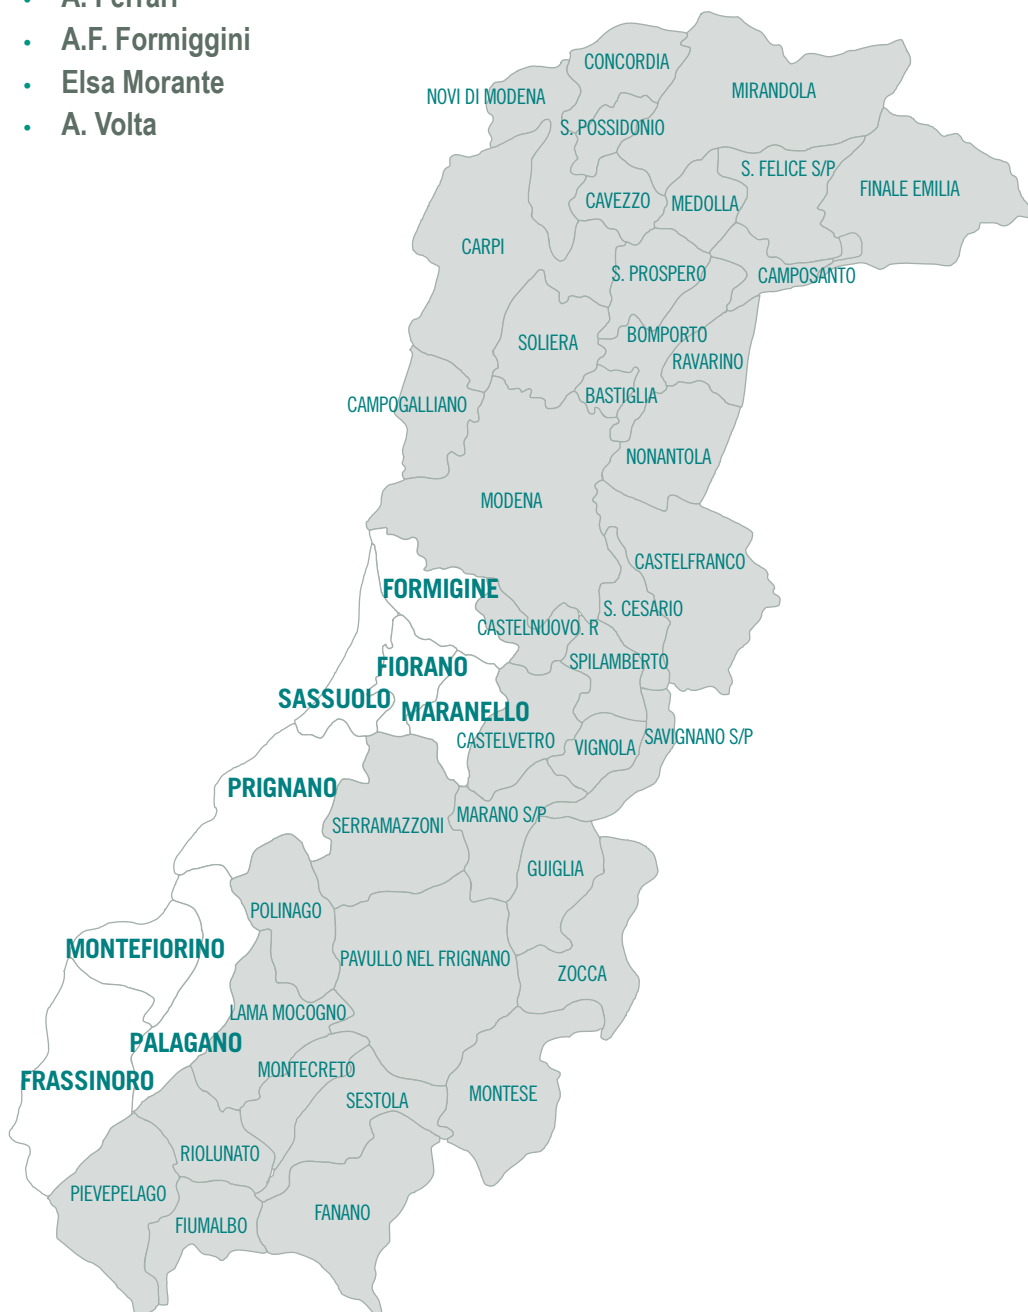 A. Ferrari
A.F. Formiggini
Elsa Morante
A. Volta
CONCORDIA
NOVI DI MODENA
MIRANDOLA
S. POSSIDONIO
S. FELICE S/P
FINALE EMILIA
CAVEZZO
MEDOLLA
CARPI
S. PROSPERO
CAMPOSANTO
SOLIERA
BOMPORTO
RAVARINO
CAMPOGALLIANO
BASTIGLIA
NONANTOLA
MODENA
CASTELFRANCO
FORMIGINE
S. CESARIO
CASTELNUOVO. R
FIORANO
SPILAMBERTO
SASSUOLO
MARANELLO
CASTELVETRO
VIGNOLA
SAVIGNANO S/P
PRIGNANO
SERRAMAZZONI
MARANO S/P
GUIGLIA
POLINAGO
MONTEFIORINO
PAVULLO NEL FRIGNANO
ZOCCA
LAMA MOCOGNO
PALAGANO
MONTECRETO
FRASSINORO
SESTOLA
MONTESE
RIOLUNATO
PIEVEPELAGO
FIUMALBO
FANANO